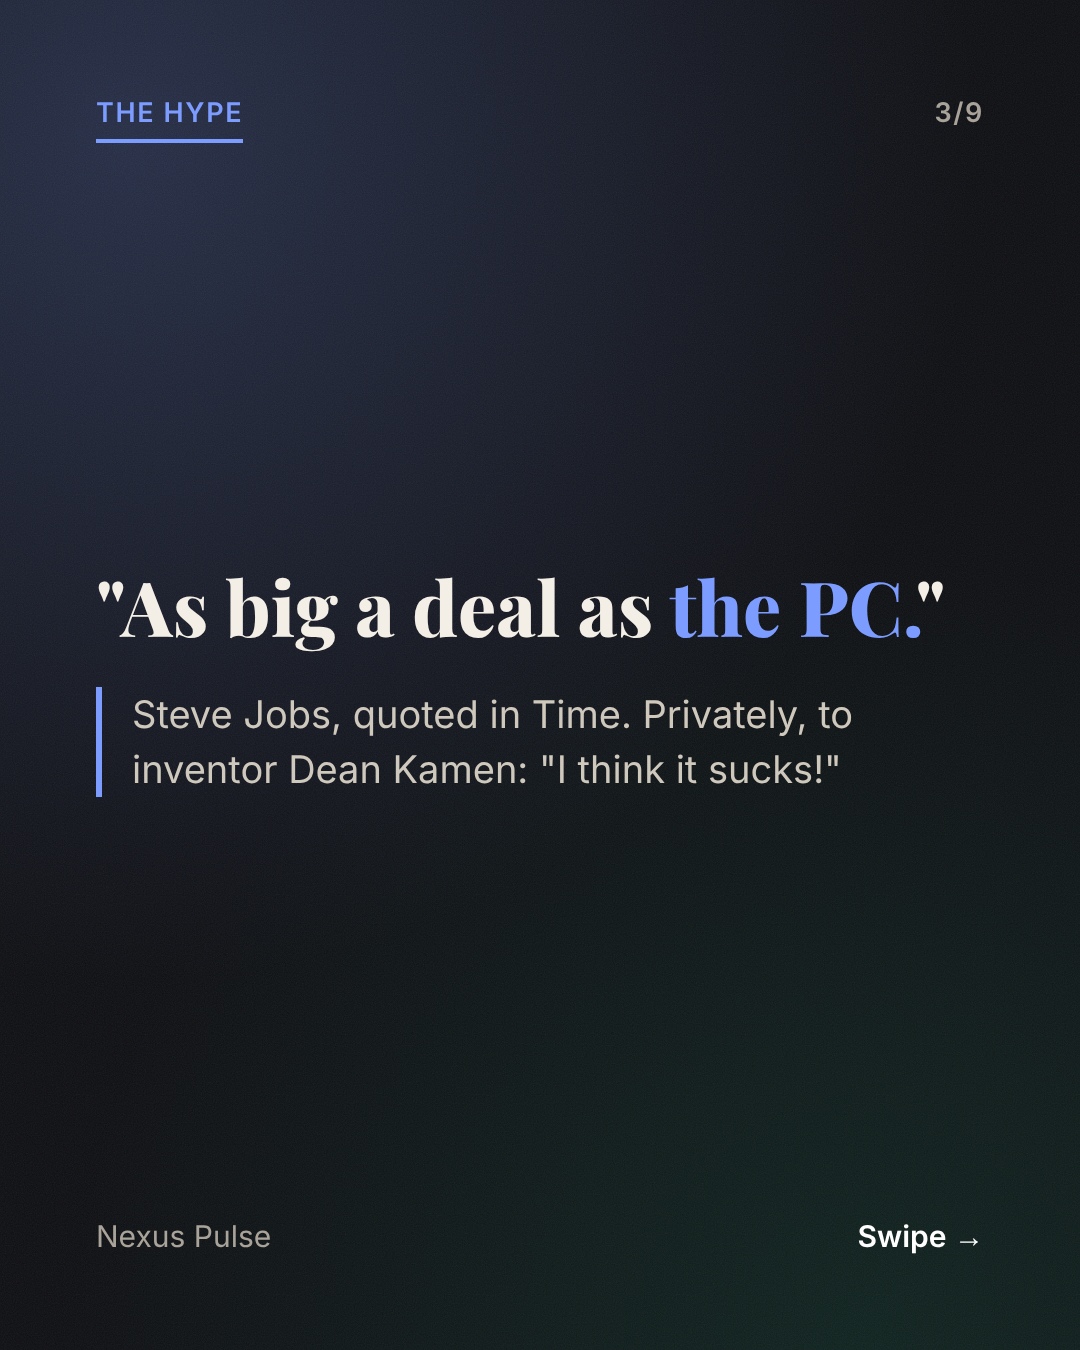 THE HYPE
3/9
"As big a deal as the PC."
Steve Jobs, quoted in Time. Privately, to
inventor Dean Kamen: "I think it sucks!"
Nexus Pulse
Swipe →